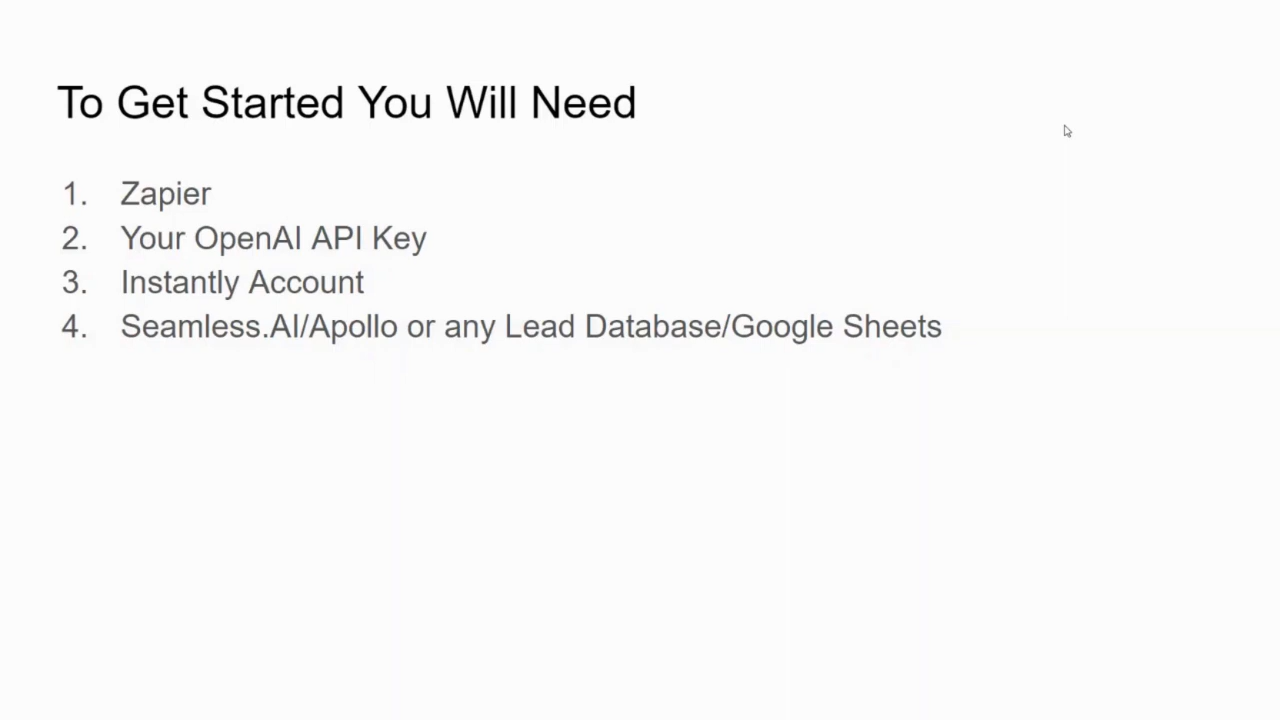 To Get Started You Will Need
1. Zapier
2. Your OpenAI API Key
3. Instantly Account
4. Seamless.AI/Apollo or any Lead Database/Google Sheets